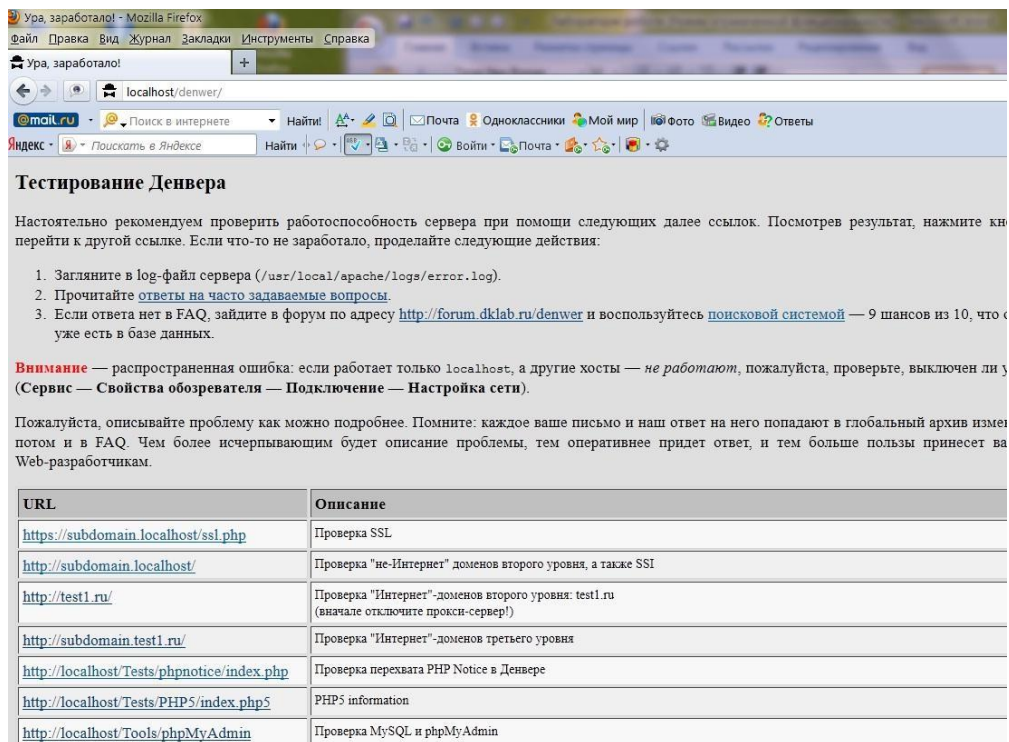 Ура, заработало! - Mozilla Firefox
Файл Правка Вид Журнал Закладки Инструменты Справка
Ура, заработало! +
localhost/denwer/
@mail.ru Поиск в интернете Найти! Почта Одноклассники Мой мир Фото Видео Ответы
Яндекс Я Поискать в Яндексе Найти Войти Почта
Тестирование Денвера
Настоятельно рекомендуем проверить работоспособность сервера при помощи следующих далее ссылок. Посмотрев результат, нажмите
перейти к другой ссылке. Если что-то не заработало, проделайте следующие действия:
1. Загляните в log-файл сервера (/usr/local/apache/logs/error.log).
2. Прочитайте ответы на часто задаваемые вопросы.
3. Если ответа нет в FAQ, зайдите в форум по адресу http://forum.dklab.ru/denwer и воспользуйтесь поисковой системой — 9 шансов из 10, что
уже есть в базе данных.
Внимание — распространенная ошибка: если работает только localhost, а другие хосты — не работают, пожалуйста, проверьте, выключен ли
(Сервис — Свойства обозревателя — Подключение — Настройка сети).
Пожалуйста, описывайте проблему как можно подробнее. Помните: каждое ваше письмо и наш ответ на него попадают в глобальный архив
потом и в FAQ. Чем более исчерпывающим будет описание проблемы, тем оперативнее придет ответ, и тем больше пользы принесет
Web-разработчикам.
URL Описание
https://subdomain.localhost/ssl.php Проверка SSL
http://subdomain.localhost/ Проверка "не-Интернет" доменов второго уровня, а также SSI
http://test1.ru/ Проверка "Интернет"-доменов второго уровня: test1.ru
(вначале отключите прокси-сервер!)
http://subdomain.test1.ru/ Проверка "Интернет"-доменов третьего уровня
http://localhost/Tests/phpnotice/index.php Проверка перехвата PHP Notice в Денвере
http://localhost/Tests/PHP5/index.php5 PHP5 information
http://localhost/Tools/phpMyAdmin Проверка MySQL и phpMyAdmin